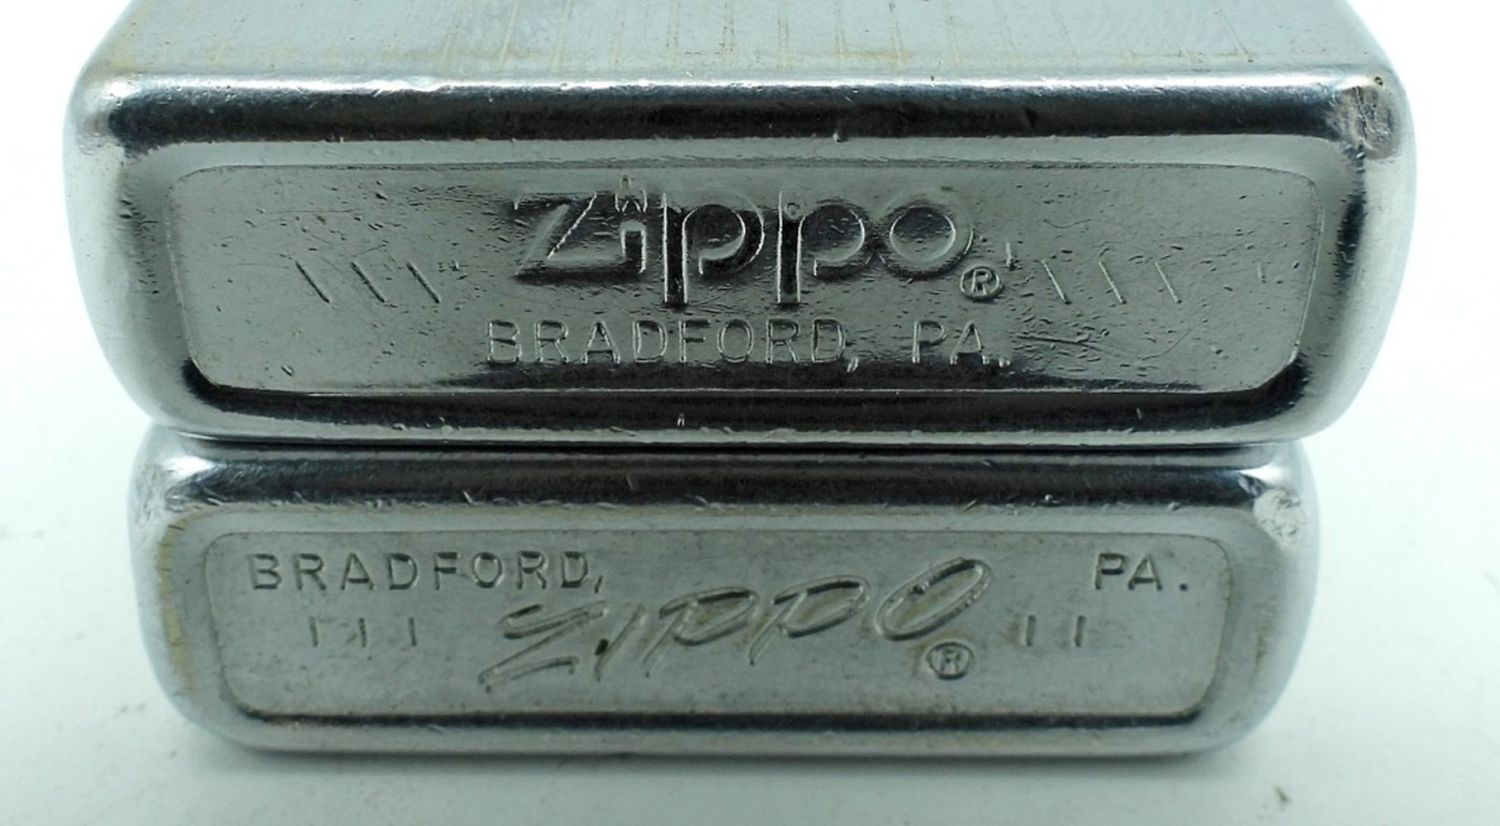 Zippo ®
\ \ \ \ \ \
BRADFORD, PA.
BRADFORD, PA.
||| ZIPPO ® ||